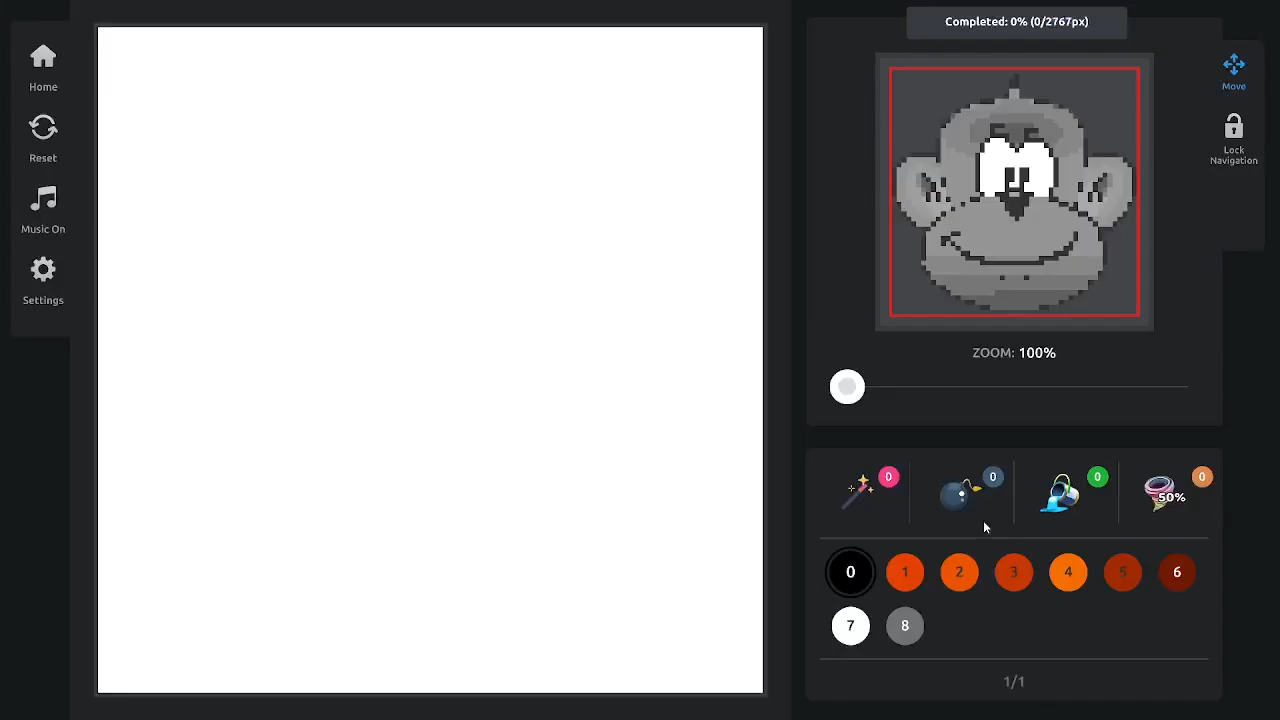 Completed: 0% (0/2767px)
Home
Reset
Music On
Settings
Move
Lock
Navigation
ZOOM: 100%
0
0
0
50%
0
0
1
2
3
4
5
6
7
8
1/1